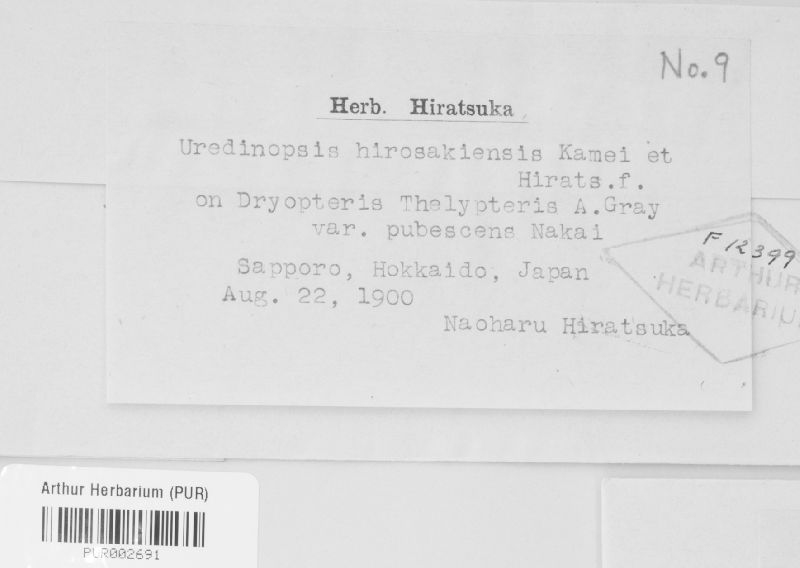 No. 9
Herb. Hiratsuka
Uredinopsis hirosakiensis Kamei et
Hirats.f.
on Dryopteris Thelypteris A.Gray
var. pubescens Nakai
F12399
Sapporo, Hokkaido, Japan
ARTHUR
HERBARIU
Aug. 22, 1900
Naoharu Hiratsuka
Arthur Herbarium (PUR)
PUR002691